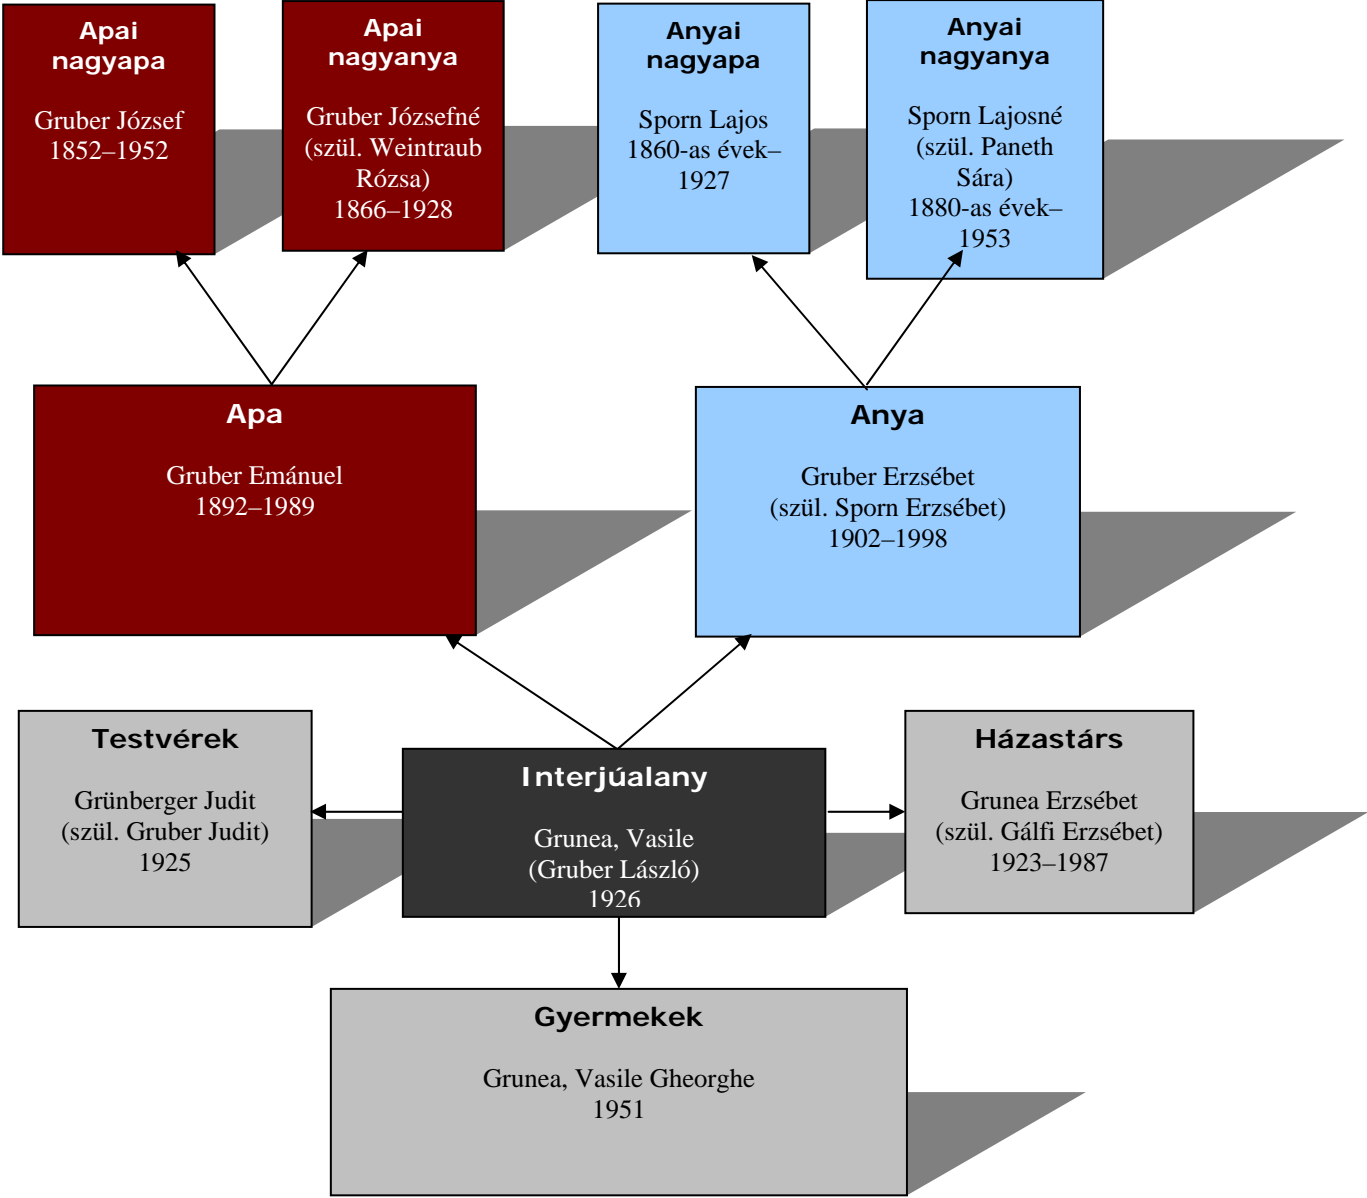 Apai
nagyapa
Gruber József
1852–1952
Apai
nagyanya
Gruber Józsefné
(szül. Weintraub
Rózsa)
1866–1928
Anyai
nagyapa
Sporn Lajos
1860-as évek–
1927
Anyai
nagyanya
Sporn Lajosné
(szül. Paneth
Sára)
1880-as évek–
1953
Apa
Gruber Emánuel
1892–1989
Anya
Gruber Erzsébet
(szül. Sporn Erzsébet)
1902–1998
Testvérek
Grünberger Judit
(szül. Gruber Judit)
1925
Interjúalany
Grunea, Vasile
(Gruber László)
1926
Házastárs
Grunea Erzsébet
(szül. Gálfi Erzsébet)
1923–1987
Gyermekek
Grunea, Vasile Gheorghe
1951